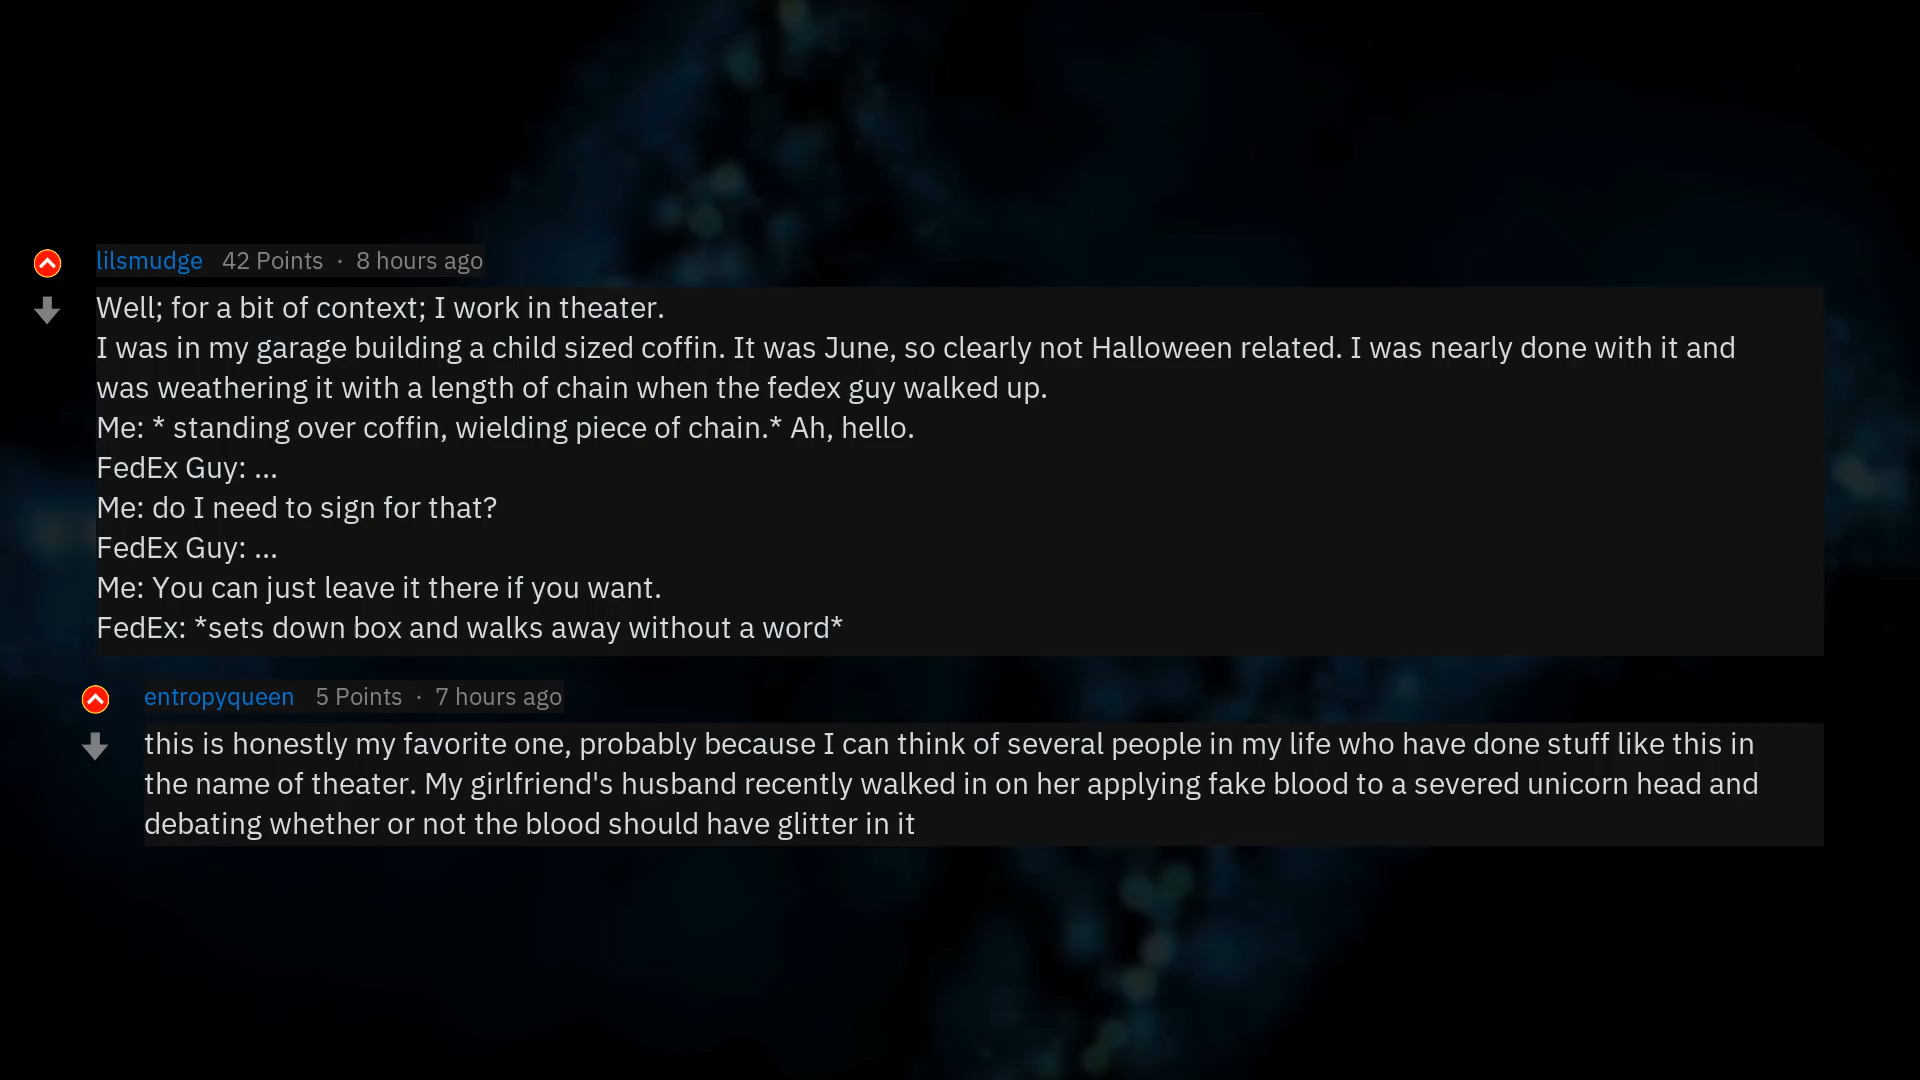 lilsmudge 42 Points · 8 hours ago
Well; for a bit of context; I work in theater.
I was in my garage building a child sized coffin. It was June, so clearly not Halloween related. I was nearly done with it and
was weathering it with a length of chain when the fedex guy walked up.
Me: * standing over coffin, wielding piece of chain.* Ah, hello.
FedEx Guy: ...
Me: do I need to sign for that?
FedEx Guy: ...
Me: You can just leave it there if you want.
FedEx: *sets down box and walks away without a word*
entropyqueen 5 Points · 7 hours ago
this is honestly my favorite one, probably because I can think of several people in my life who have done stuff like this in
the name of theater. My girlfriend's husband recently walked in on her applying fake blood to a severed unicorn head and
debating whether or not the blood should have glitter in it